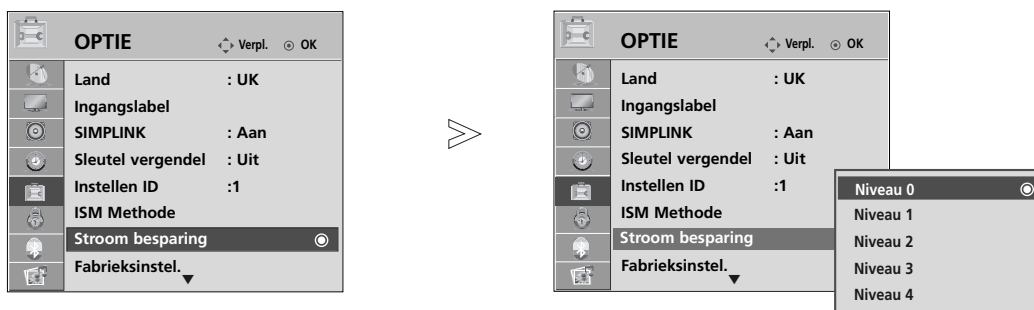 OPTIE Verpl. OK
Land : UK
Ingangslabel
SIMPLINK : Aan
Sleutel vergendel : Uit
Instellen ID :1
ISM Methode
Stroom besparing
Fabrieksinstel.
OPTIE Verpl. OK
Land : UK
Ingangslabel
SIMPLINK : Aan
Sleutel vergendel : Uit
Instellen ID :1
ISM Methode
Stroom besparing
Fabrieksinstel.
Niveau 0
Niveau 1
Niveau 2
Niveau 3
Niveau 4